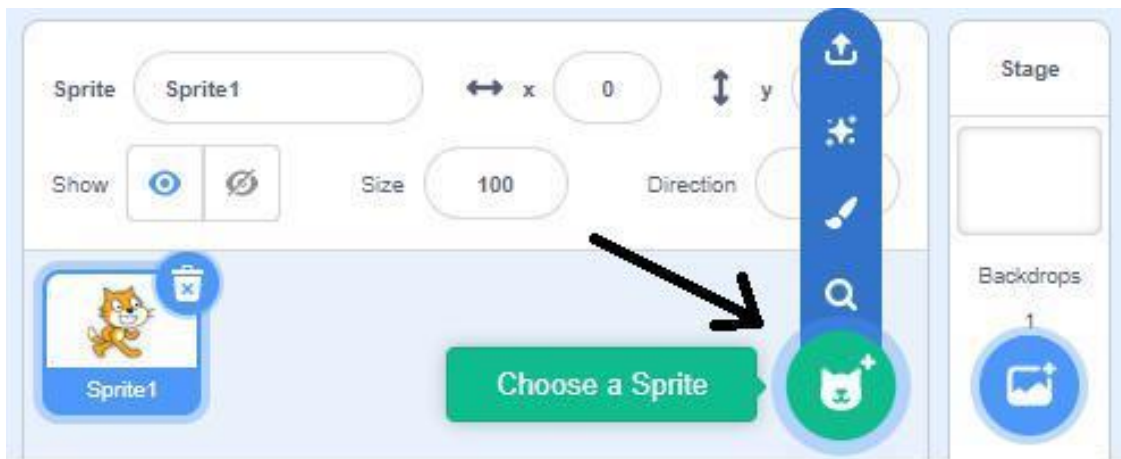 Sprite Sprite1 x 0 y
Stage
Show Size 100 Direction
Backdrops
1
Sprite1
Choose a Sprite